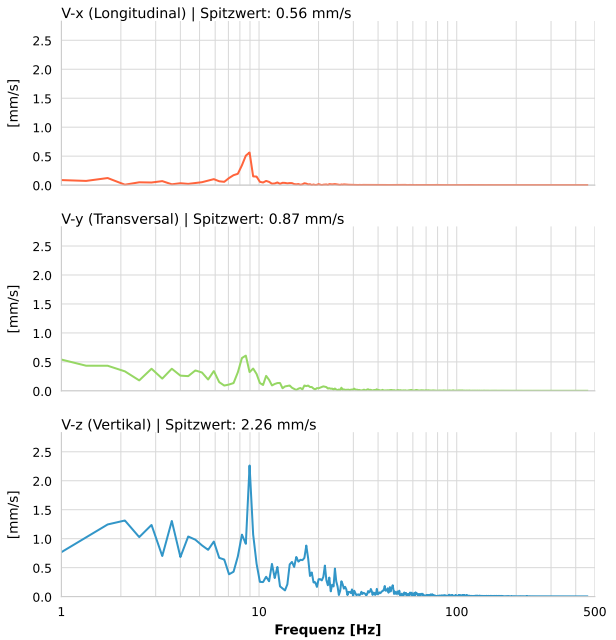 V-x (Longitudinal) | Spitzwert: 0.56 mm/s
[mm/s]
2.5
2.0
1.5
1.0
0.5
0.0
V-y (Transversal) | Spitzwert: 0.87 mm/s
[mm/s]
2.5
2.0
1.5
1.0
0.5
0.0
V-z (Vertikal) | Spitzwert: 2.26 mm/s
[mm/s]
2.5
2.0
1.5
1.0
0.5
0.0
1 10 100 500
Frequenz [Hz]